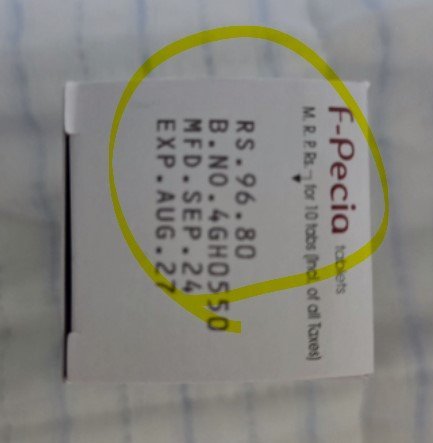 F-Pecia tablets
M. R. P. Rs. ¬ for 10 tabs (Incl. of all Taxes)
RS.96.80
B.NO.4GH0550
MFD.SEP.24
EXP.AUG.27